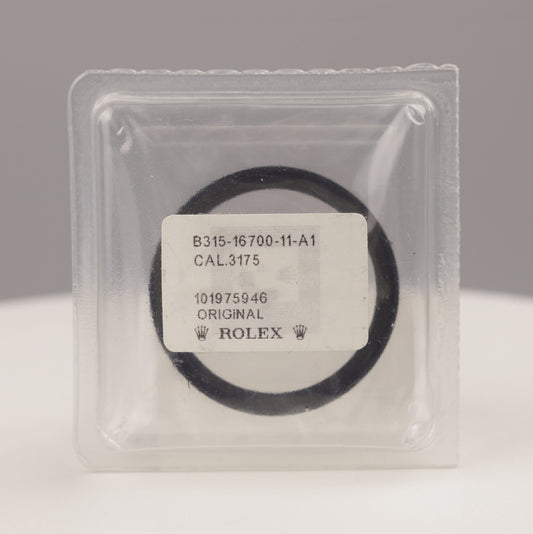 B315-16700-11-A1
CAL.3175
101975946
ORIGINAL
ROLEX